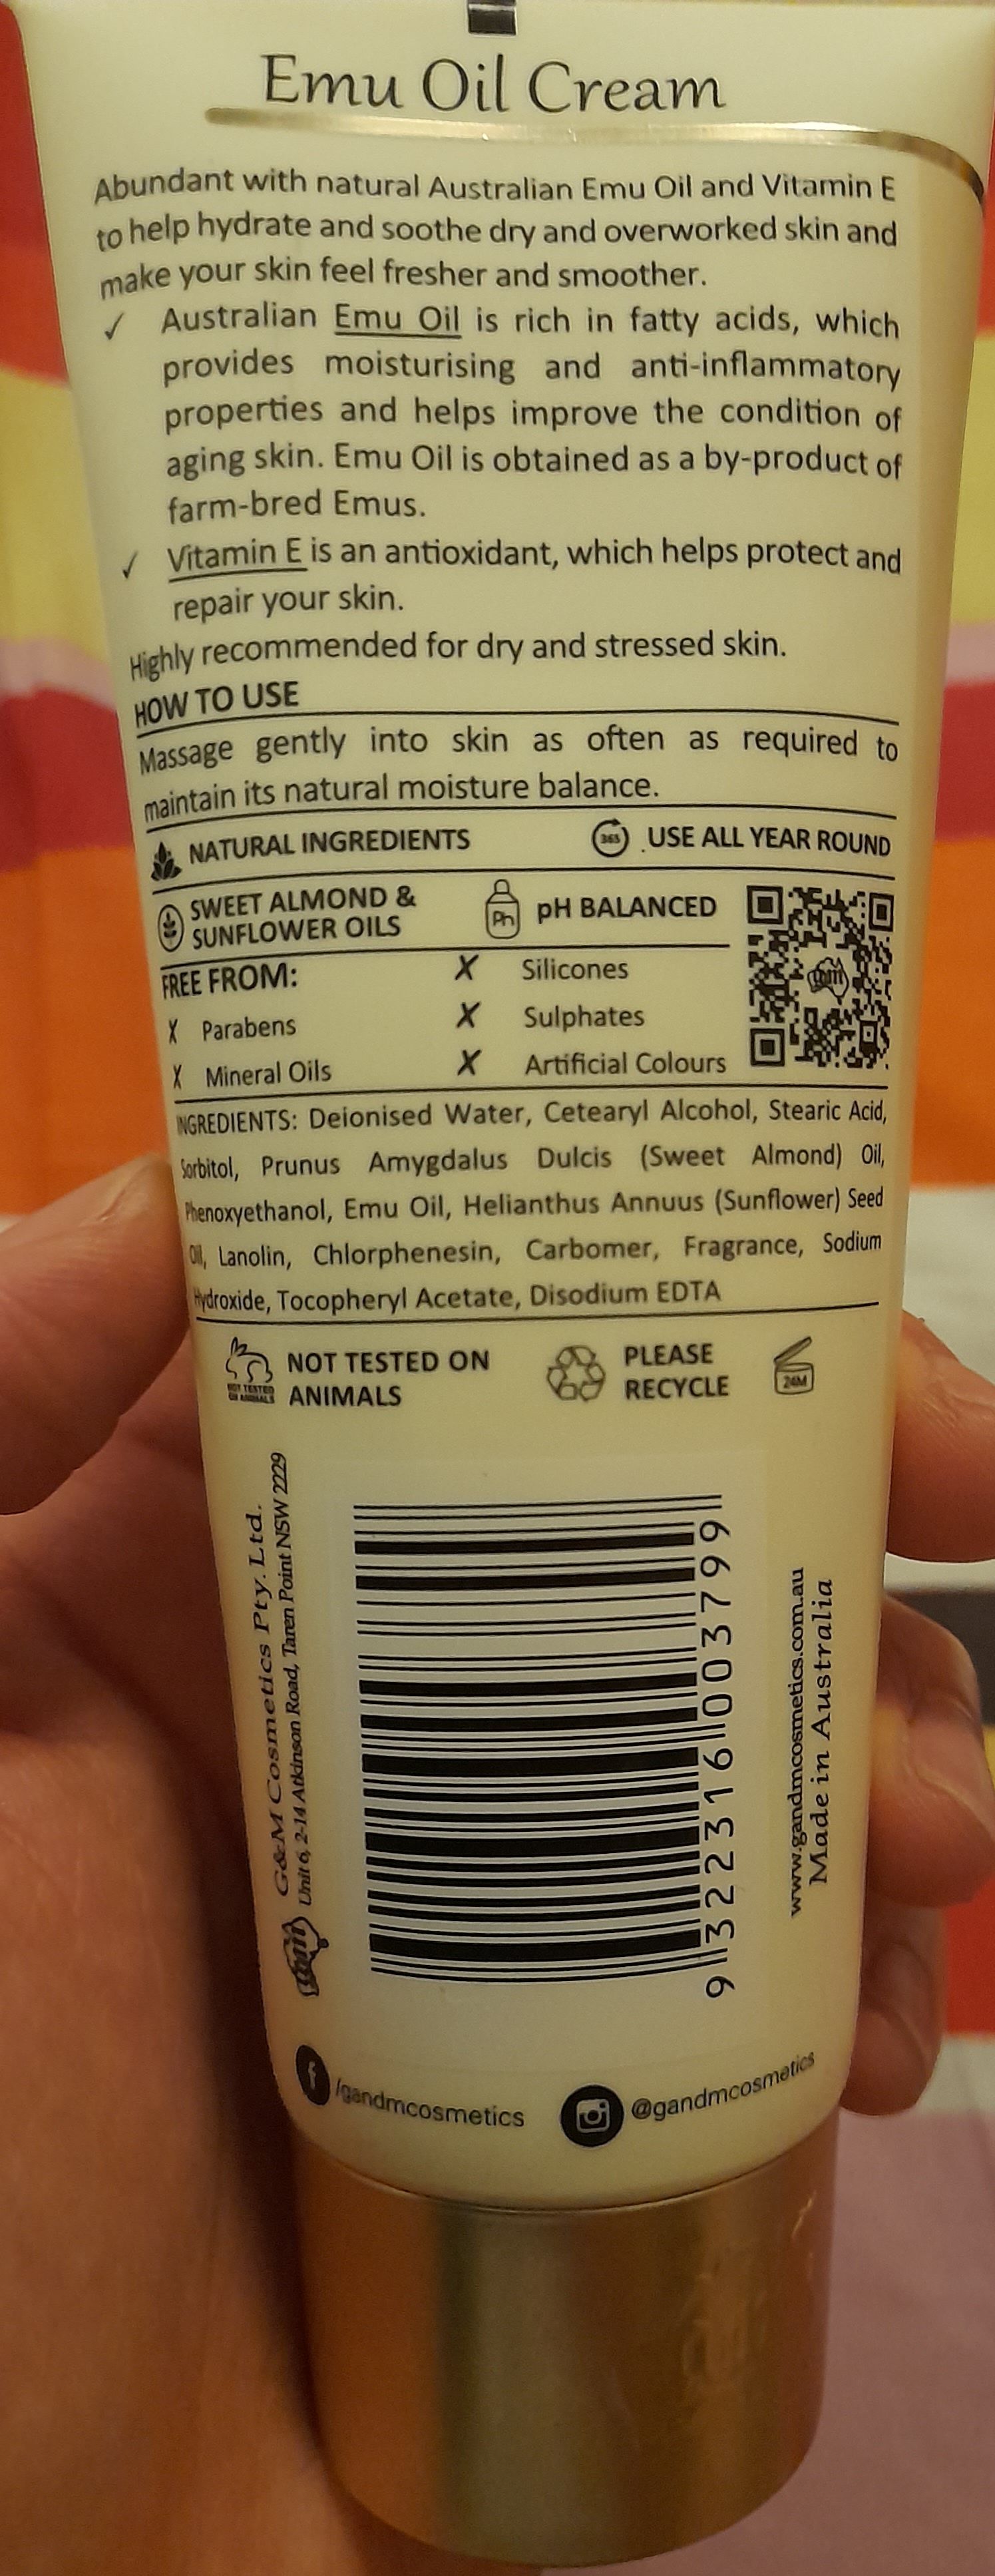 Emu Oil Cream
Abundant with natural Australian Emu Oil and Vitamin E
to help hydrate and soothe dry and overworked skin and
make your skin feel fresher and smoother.
✓ Australian Emu Oil is rich in fatty acids, which
provides moisturising and anti-inflammatory
properties and helps improve the condition of
aging skin. Emu Oil is obtained as a by-product of
farm-bred Emus.
✓ Vitamin E is an antioxidant, which helps protect and
repair your skin.
Highly recommended for dry and stressed skin.
HOW TO USE
Massage gently into skin as often as required to
maintain its natural moisture balance.
NATURAL INGREDIENTS 365 USE ALL YEAR ROUND
SWEET ALMOND &
SUNFLOWER OILS
Ph pH BALANCED
gm
FREE FROM: X Silicones
X Parabens X Sulphates
X Mineral Oils X Artificial Colours
INGREDIENTS: Deionised Water, Cetearyl Alcohol, Stearic Acid,
Sorbitol, Prunus Amygdalus Dulcis (Sweet Almond) Oil,
Phenoxyethanol, Emu Oil, Helianthus Annuus (Sunflower) Seed
Oil, Lanolin, Chlorphenesin, Carbomer, Fragrance, Sodium
Hydroxide, Tocopheryl Acetate, Disodium EDTA
NOT TESTED
ON ANIMALS
NOT TESTED ON
ANIMALS
PLEASE
RECYCLE
24M
gm
G&M Cosmetics Pty. Ltd.
Unit 6, 2-14 Atkinson Road, Taren Point NSW 2229
9 322316 003799
www.gandmcosmetics.com.au
Made in Australia
f /gandmcosmetics
@gandmcosmetics